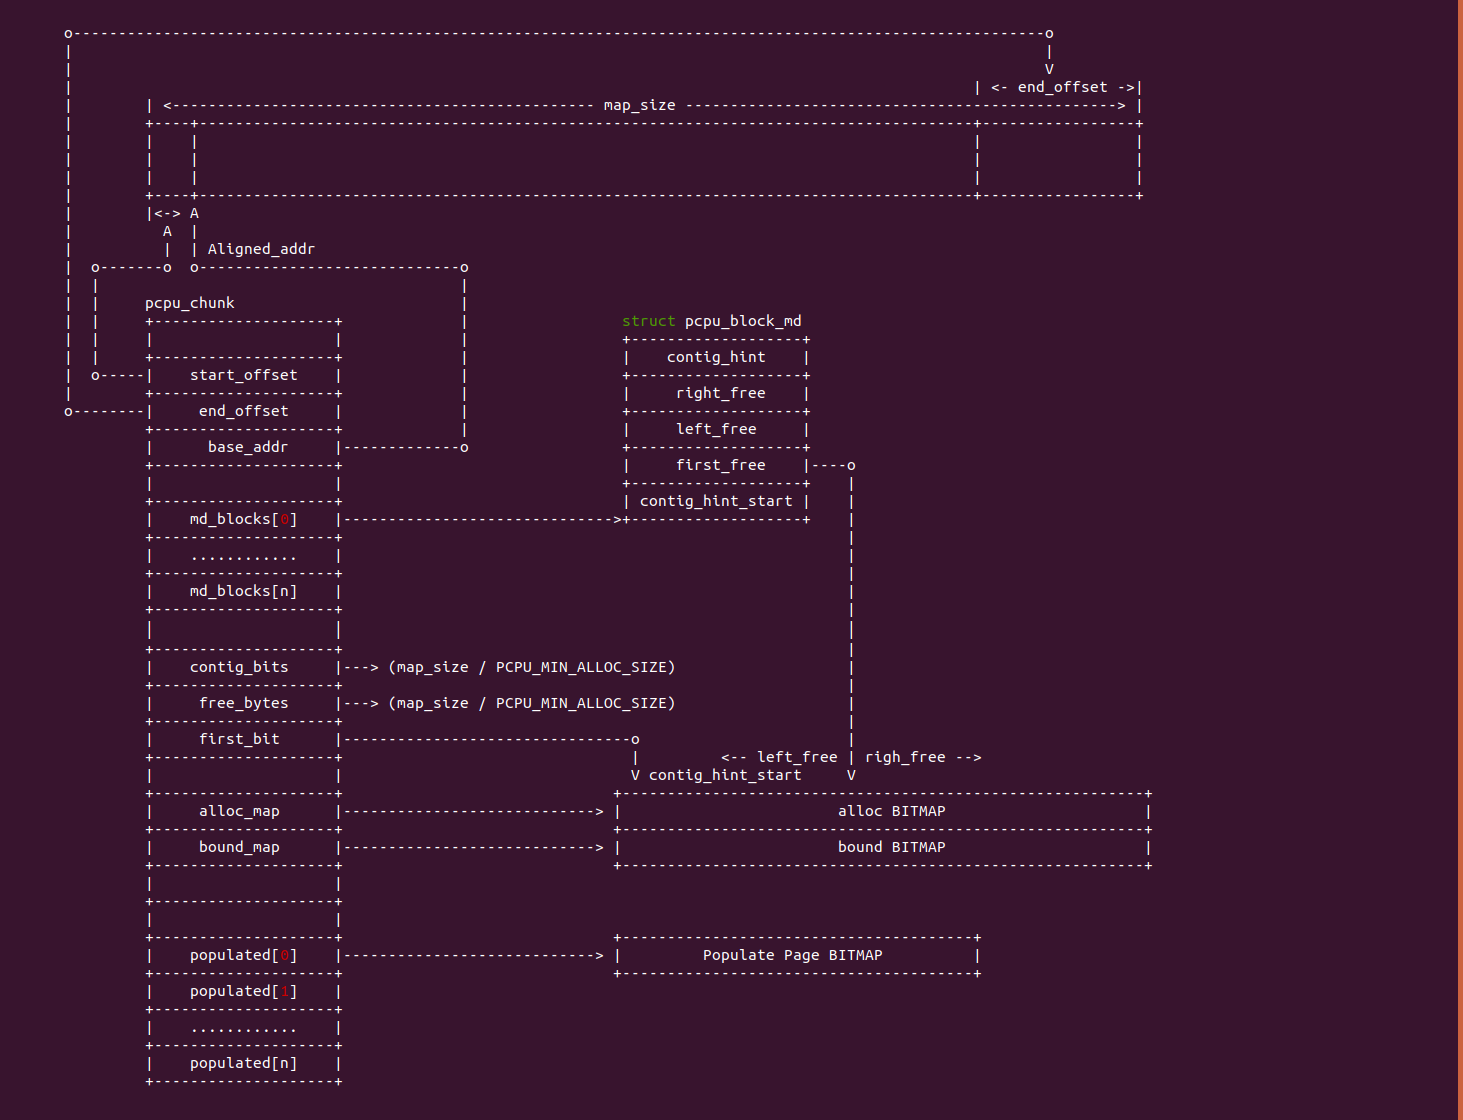 <- end_offset ->
<- map_size ->
<-> A
A
Aligned_addr
pcpu_chunk
struct pcpu_block_md
contig_hint
start_offset
right_free
end_offset
left_free
base_addr
first_free
contig_hint_start
md_blocks[0]
............
md_blocks[n]
contig_bits ---> (map_size / PCPU_MIN_ALLOC_SIZE)
free_bytes ---> (map_size / PCPU_MIN_ALLOC_SIZE)
first_bit
<-- left_free | righ_free -->
V contig_hint_start V
alloc_map alloc BITMAP
bound_map bound BITMAP
populated[0] Populate Page BITMAP
populated[1]
............
populated[n]